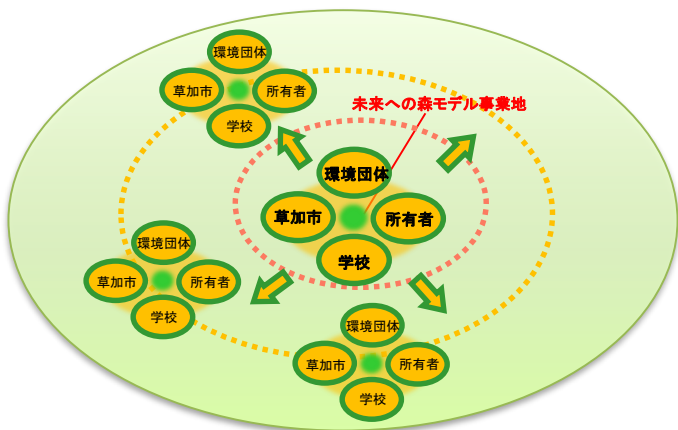 環境団体
草加市
所有者
学校
未来への森モデル事業地
環境団体
草加市
所有者
学校
環境団体
草加市
所有者
学校
環境団体
草加市
所有者
学校